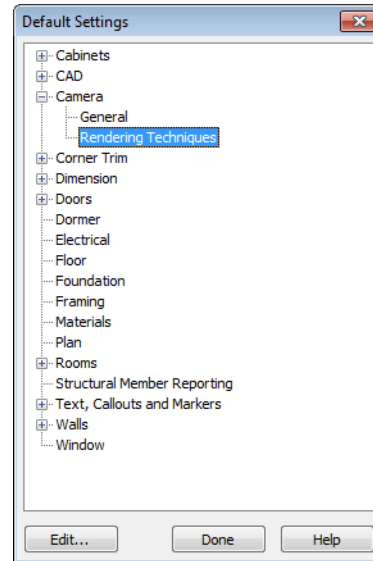 Default Settings
Cabinets
CAD
Camera
General
Rendering Techniques
Corner Trim
Dimension
Doors
Dormer
Electrical
Floor
Foundation
Framing
Materials
Plan
Rooms
Structural Member Reporting
Text, Callouts and Markers
Walls
Window
Edit... Done Help